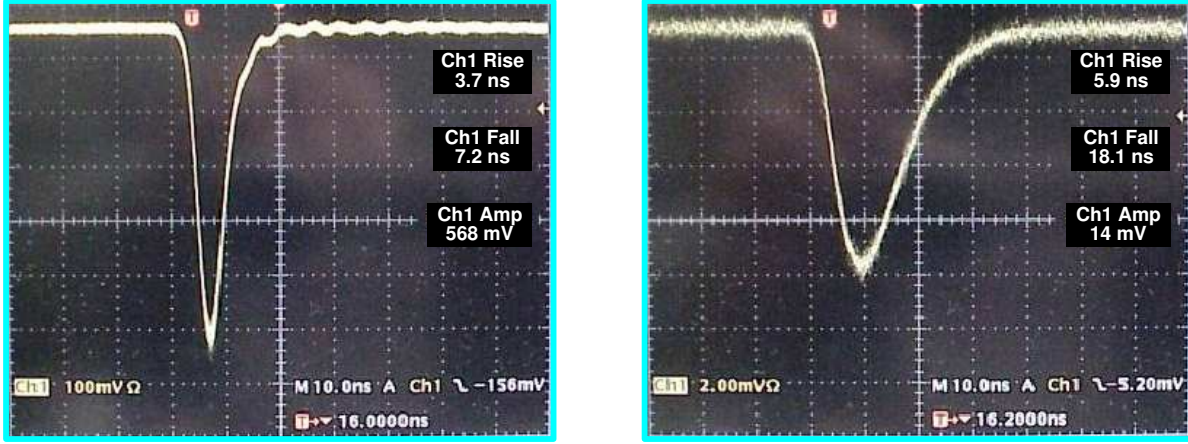 T
Ch1 Rise
3.7 ns
Ch1 Fall
7.2 ns
Ch1 Amp
568 mV
Ch1 100mVΩ M 10.0ns A Ch1 -156mV
T 16.0000ns
T
Ch1 Rise
5.9 ns
Ch1 Fall
18.1 ns
Ch1 Amp
14 mV
Ch1 2.00mVΩ M 10.0ns A Ch1 -5.20mV
T 16.2000ns